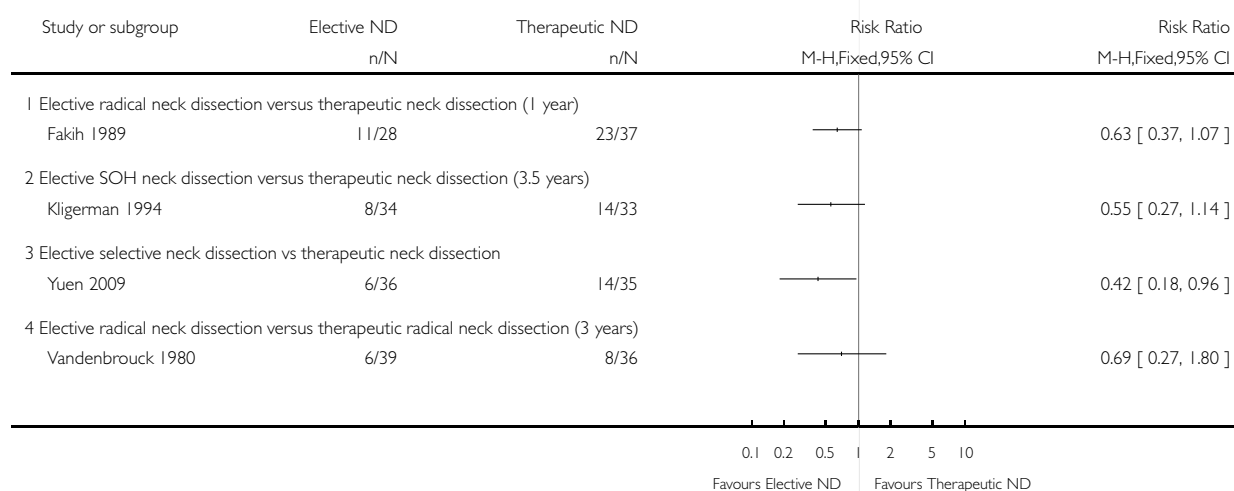 Study or subgroup Elective ND Therapeutic ND Risk Ratio Risk Ratio
n/N n/N M-H,Fixed,95% CI M-H,Fixed,95% CI
1 Elective radical neck dissection versus therapeutic neck dissection (1 year)
Fakih 1989 11/28 23/37 0.63 [ 0.37, 1.07 ]
2 Elective SOH neck dissection versus therapeutic neck dissection (3.5 years)
Kligerman 1994 8/34 14/33 0.55 [ 0.27, 1.14 ]
3 Elective selective neck dissection vs therapeutic neck dissection
Yuen 2009 6/36 14/35 0.42 [ 0.18, 0.96 ]
4 Elective radical neck dissection versus therapeutic radical neck dissection (3 years)
Vandenbrouck 1980 6/39 8/36 0.69 [ 0.27, 1.80 ]
0.1 0.2 0.5 1 2 5 10
Favours Elective ND Favours Therapeutic ND